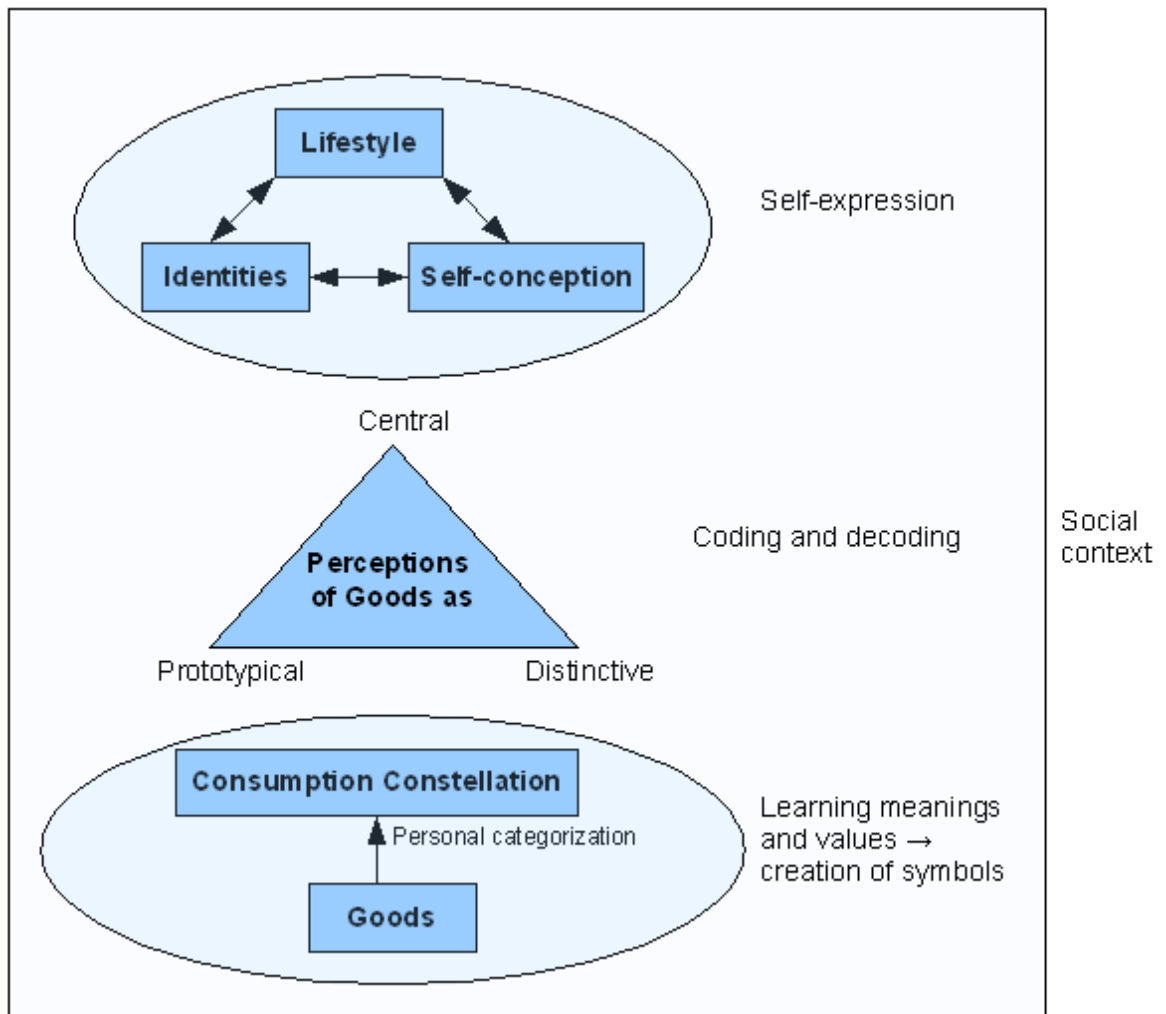 Lifestyle
Self-expression
Identities
Self-conception
Central
Perceptions
of Goods as
Coding and decoding
Social
context
Prototypical
Distinctive
Consumption Constellation
Personal categorization
Goods
Learning meanings
and values →
creation of symbols